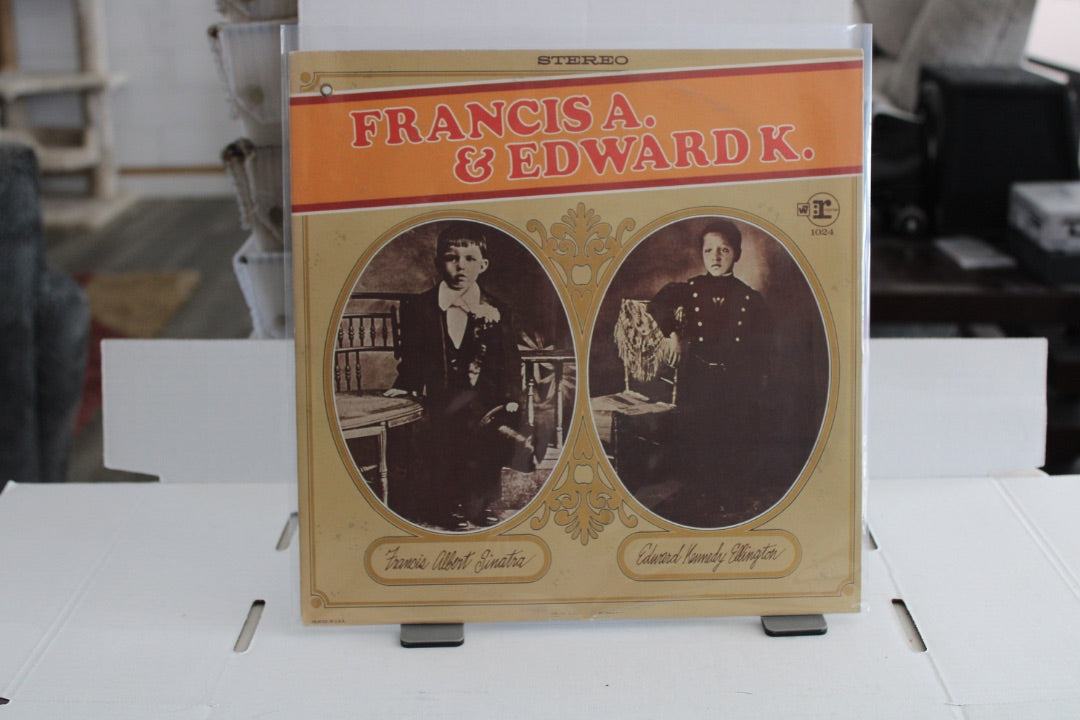 STEREO
FRANCIS A.
& EDWARD K.
W
r
1024
Francis Albert Sinatra
Edward Kennedy Ellington